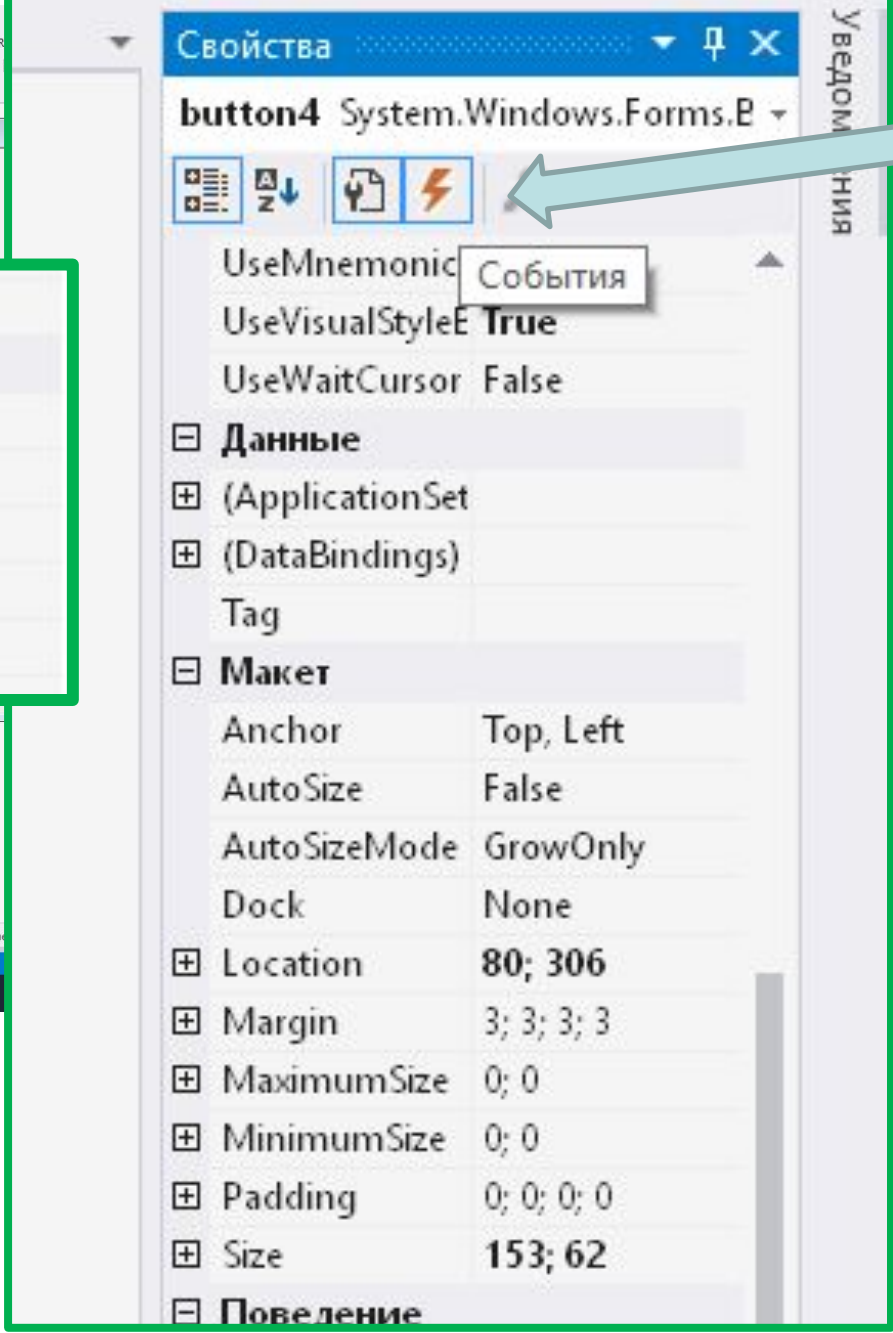 Свойства
button4 System.Windows.Forms.B
События
UseMnemonic
UseVisualStyleB True
UseWaitCursor False
Данные
(ApplicationSet
(DataBindings)
Tag
Макет
Anchor Top, Left
AutoSize False
AutoSizeMode GrowOnly
Dock None
Location 80; 306
Margin 3; 3; 3; 3
MaximumSize 0; 0
MinimumSize 0; 0
Padding 0; 0; 0; 0
Size 153; 62
Поведение